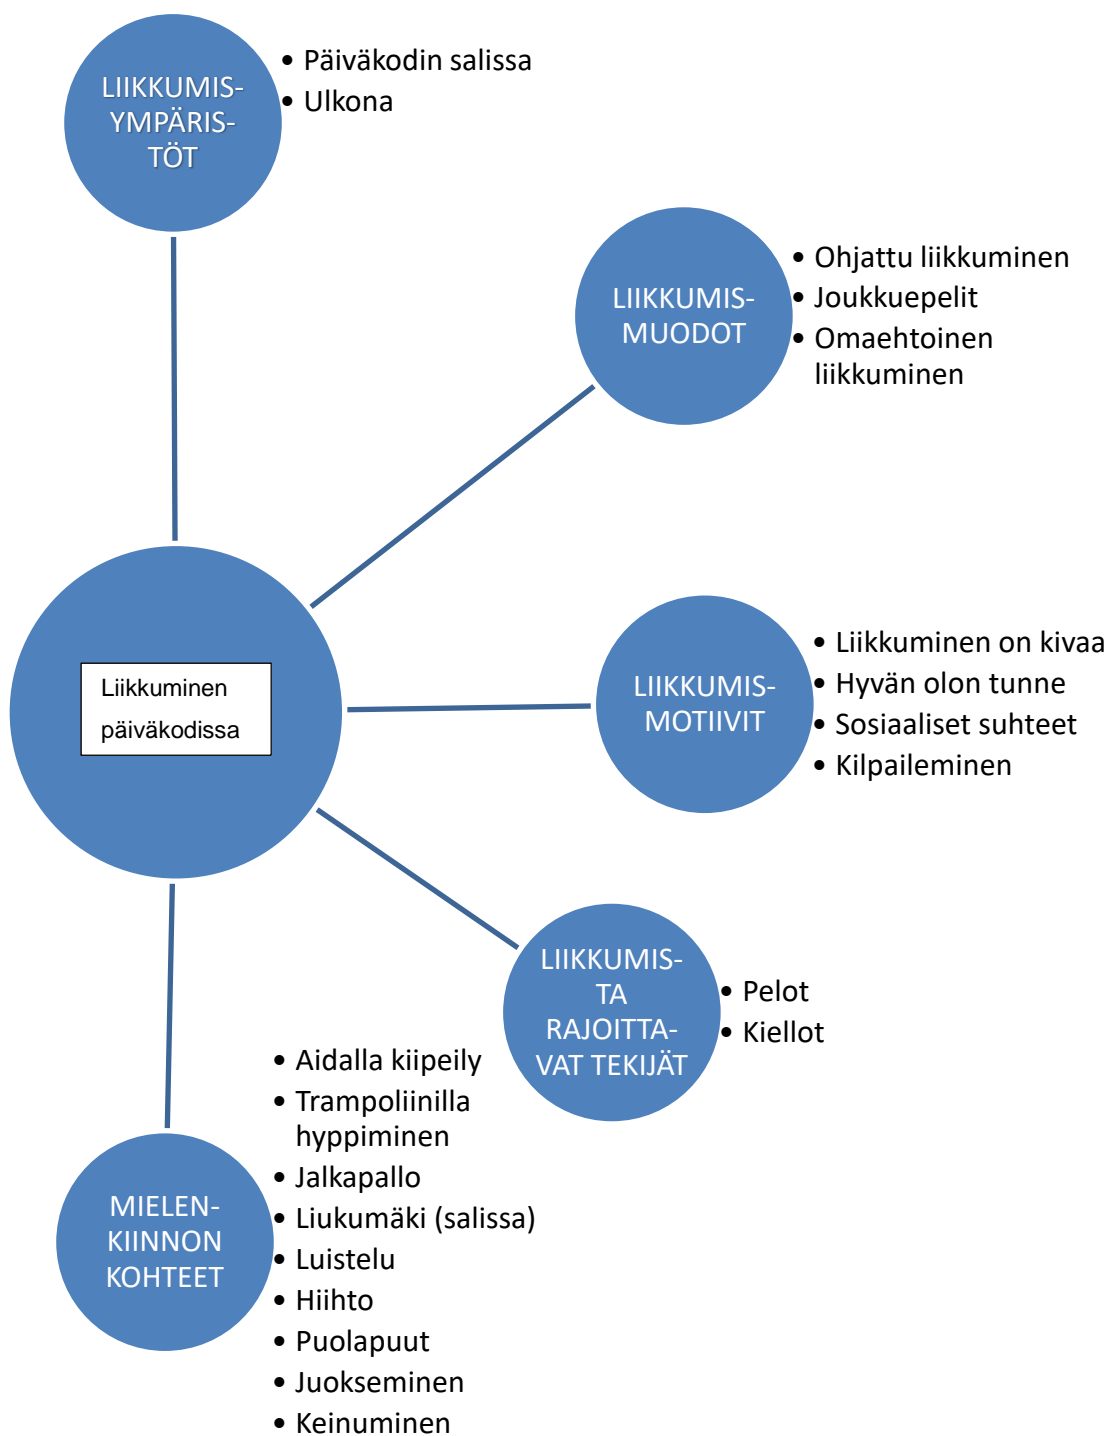 LIIKKUMIS-
YMPÄRIS-
TÖT
• Päiväkodin salissa
• Ulkona
LIIKKUMIS-
MUODOT
• Ohjattu liikkuminen
• Joukkuepelit
• Omaehtoinen
liikkuminen
Liikkuminen
päiväkodissa
LIIKKUMIS-
MOTIIVIT
• Liikkuminen on kivaa
• Hyvän olon tunne
• Sosiaaliset suhteet
• Kilpaileminen
LIIKKUMIS-
TA
RAJOITTA-
VAT TEKIJÄT
• Pelot
• Kiellot
MIELEN-
KIINNON
KOHTEET
• Aidalla kiipeily
• Trampoliinilla
hyppiminen
• Jalkapallo
• Liukumäki (salissa)
• Luistelu
• Hiihto
• Puolapuut
• Juokseminen
• Keinuminen